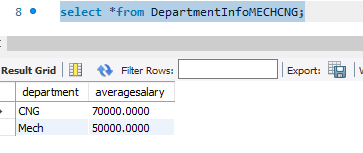 8 select *from DepartmentInfoMECHCNG;
Result Grid Filter Rows: Export:
department averagesalary
CNG 70000.0000
Mech 50000.0000